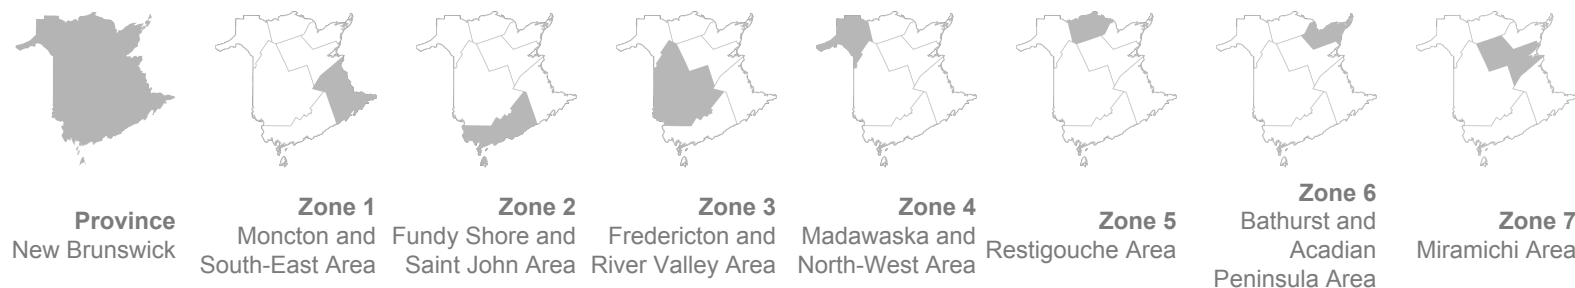 Province
New Brunswick
Zone 1
Moncton and
South-East Area
Zone 2
Fundy Shore and
Saint John Area
Zone 3
Fredericton and
River Valley Area
Zone 4
Madawaska and
North-West Area
Zone 5
Restigouche Area
Zone 6
Bathurst and
Acadian
Peninsula Area
Zone 7
Miramichi Area